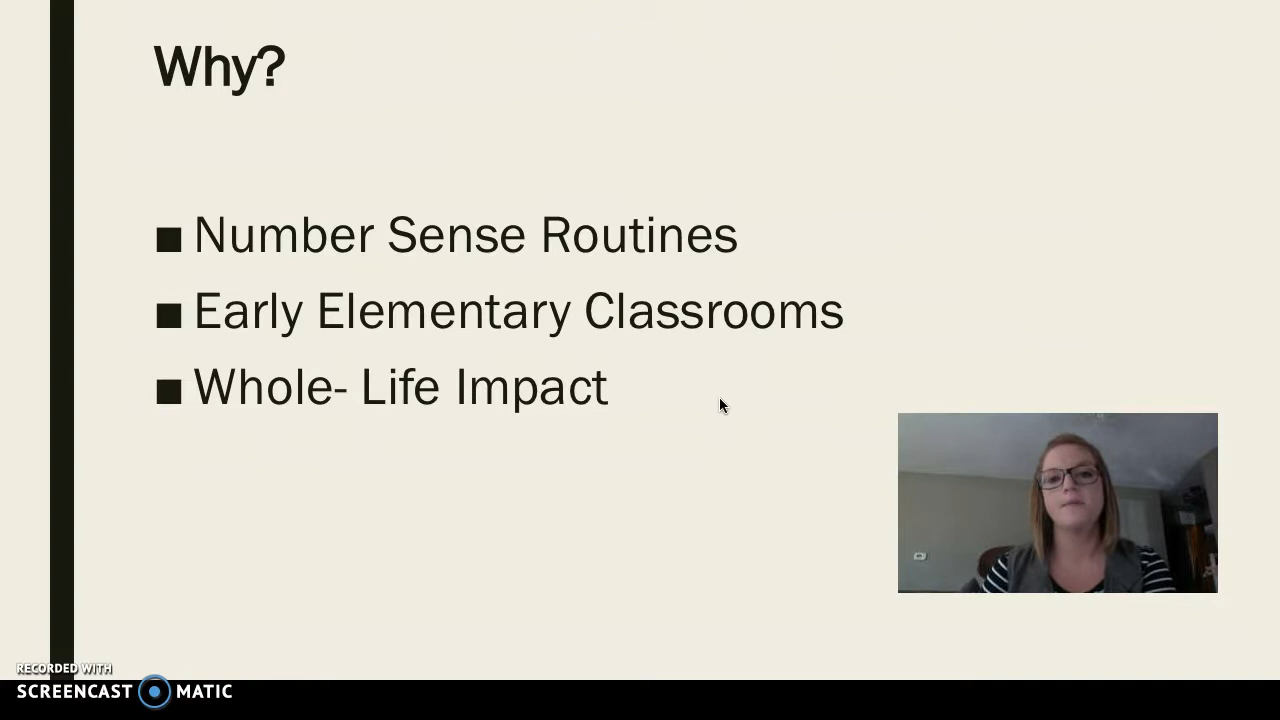 Why?
■ Number Sense Routines
■ Early Elementary Classrooms
■ Whole- Life Impact
RECORDED WITH
SCREENCAST MATIC